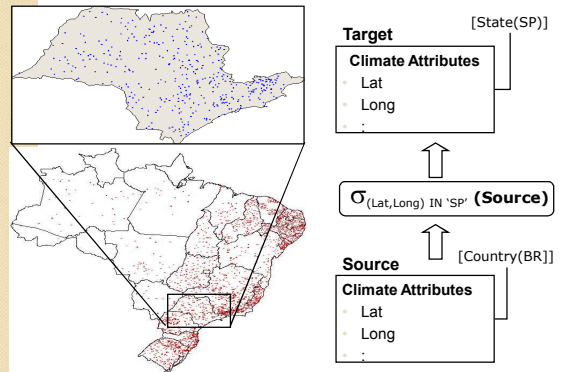 [State(SP)]
Target
Climate Attributes
• Lat
• Long
• :
σ(Lat,Long) IN 'SP' (Source)
[Country(BR]]
Source
Climate Attributes
• Lat
• Long
• :